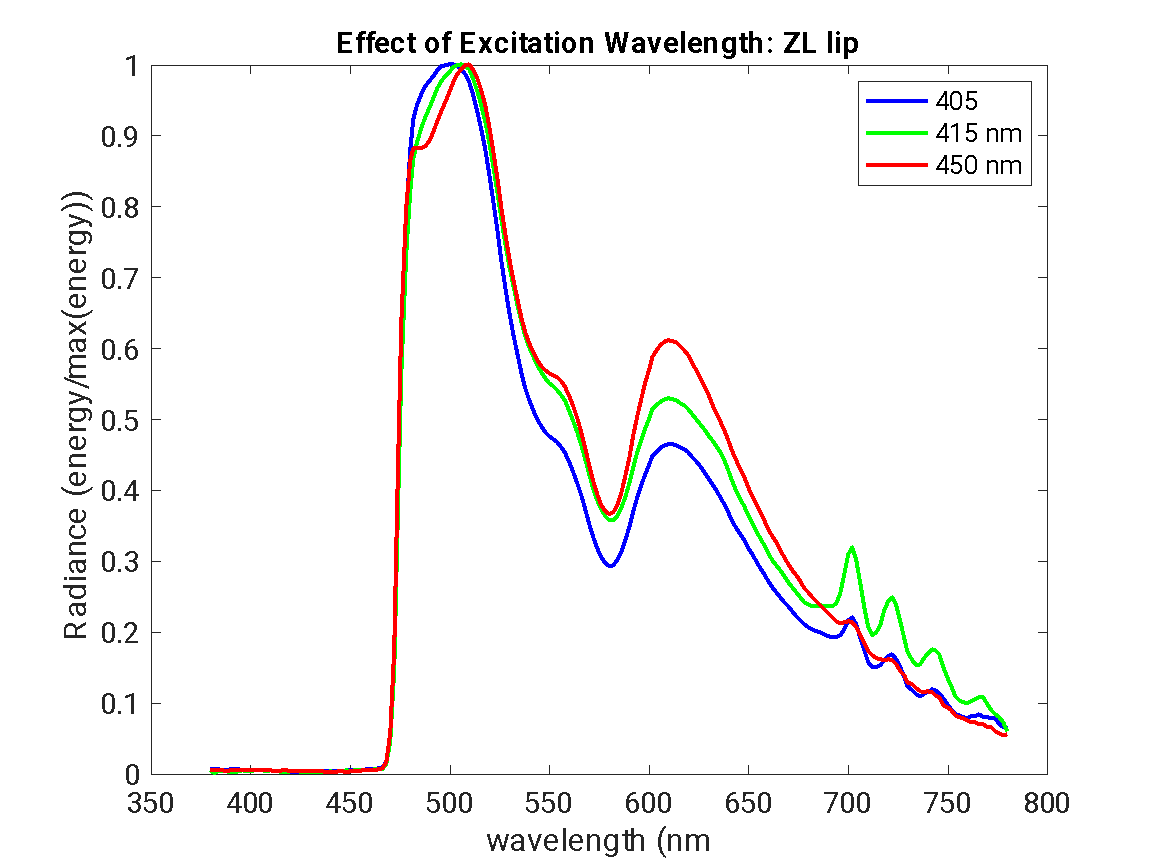 Effect of Excitation Wavelength: ZL lip
405
415 nm
450 nm
Radiance (energy/max(energy))
1
0.9
0.8
0.7
0.6
0.5
0.4
0.3
0.2
0.1
0
350 400 450 500 550 600 650 700 750 800
wavelength (nm